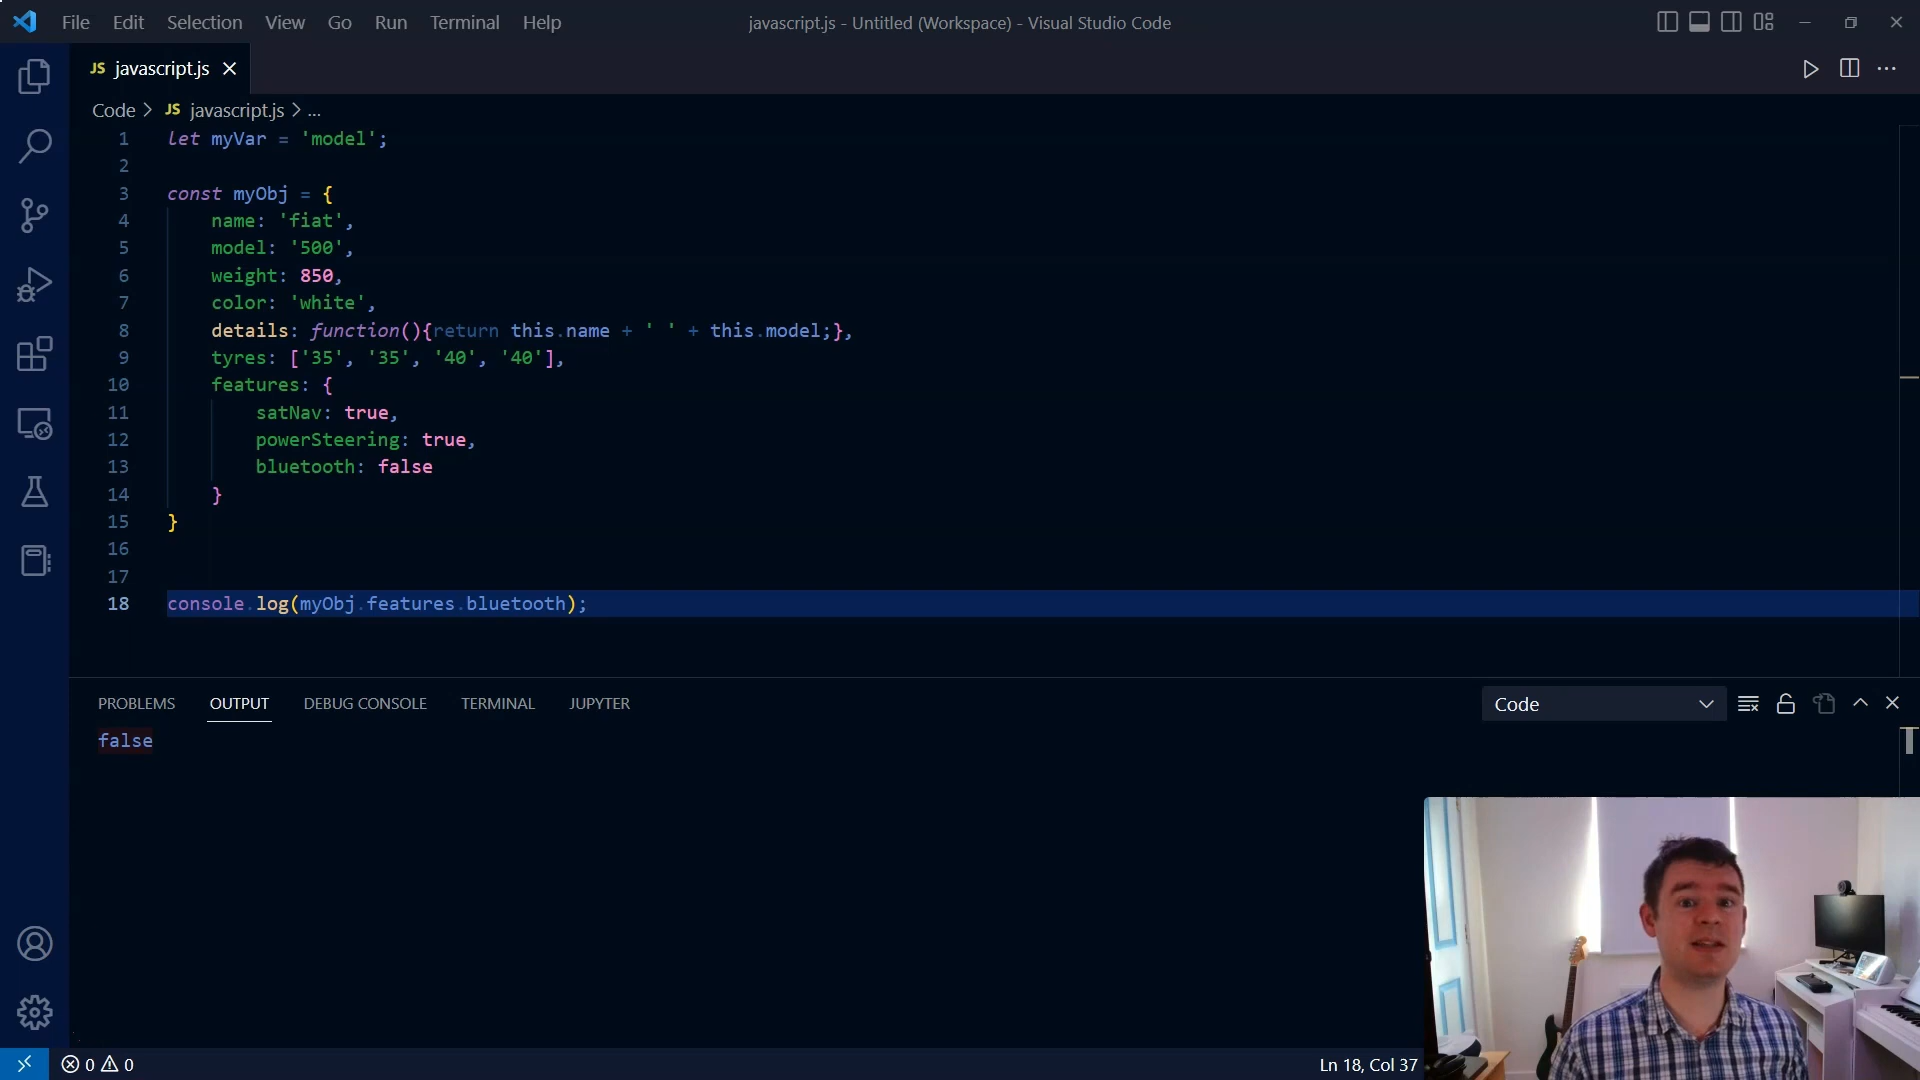 File Edit Selection View Go Run Terminal Help javascript.js - Untitled (Workspace) - Visual Studio Code
JS javascript.js
Code > JS javascript.js > ...
1 let myVar = 'model';
2
3 const myObj = {
4 name: 'fiat',
5 model: '500',
6 weight: 850,
7 color: 'white',
8 details: function(){return this.name + ' ' + this.model;},
9 tyres: ['35', '35', '40', '40'],
10 features: {
11 satNav: true,
12 powerSteering: true,
13 bluetooth: false
14 }
15 }
16
17
18 console.log(myObj.features.bluetooth);
PROBLEMS OUTPUT DEBUG CONSOLE TERMINAL JUPYTER Code
false
0 0 Ln 18, Col 37